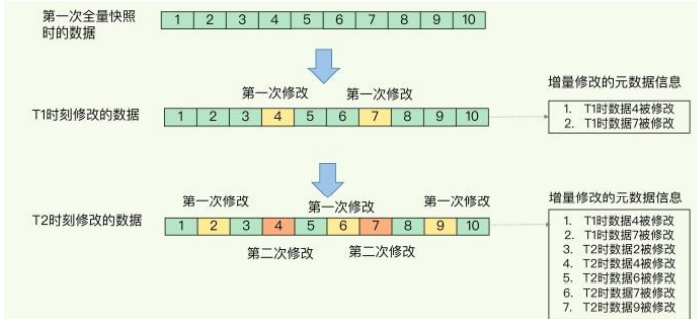 第一次全量快照
时的数据
1 2 3 4 5 6 7 8 9 10
第一次修改 第一次修改
增量修改的元数据信息
T1时刻修改的数据
1 2 3 4 5 6 7 8 9 10
1. T1时数据4被修改
2. T1时数据7被修改
第一次修改 第一次修改 第一次修改
增量修改的元数据信息
T2时刻修改的数据
1 2 3 4 5 6 7 8 9 10
第二次修改 第二次修改
1. T1时数据4被修改
2. T1时数据7被修改
3. T2时数据2被修改
4. T2时数据4被修改
5. T2时数据6被修改
6. T2时数据7被修改
7. T2时数据9被修改